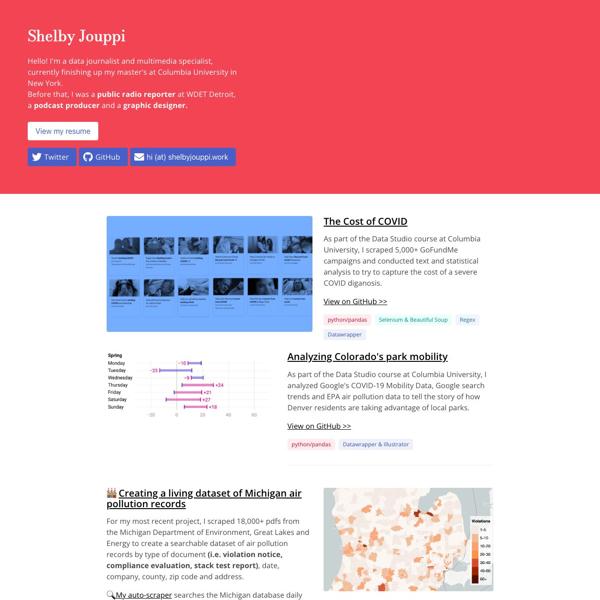 Shelby Jouppi
Hello! I'm a data journalist and multimedia specialist,
currently finishing up my master's at Columbia University in
New York.
Before that, I was a public radio reporter at WDET Detroit,
a podcast producer and a graphic designer.
View my resume
Twitter
GitHub
hi (at) shelbyjouppi.work
The Cost of COVID
As part of the Data Studio course at Columbia
University, I scraped 5,000+ GoFundMe
campaigns and conducted text and statistical
analysis to try to capture the cost of a severe
COVID diganosis.
View on GitHub >>
python/pandas
Selenium & Beautiful Soup
Regex
Datawrapper
Spring
Monday
Tuesday
Wednesday
Thursday
Friday
Saturday
Sunday
+24
+21
+27
+18
-20
0
20
40
60
Analyzing Colorado's park mobility
As part of the Data Studio course at Columbia University, I
analyzed Google's COVID-19 Mobility Data, Google search
trends and EPA air pollution data to tell the story of how
Denver residents are taking advantage of local parks.
View on GitHub >>
python/pandas
Datawrapper & Illustrator
Creating a living dataset of Michigan air
pollution records
For my most recent project, I scraped 18,000+ pdfs from
the Michigan Department of Environment, Great Lakes and
Energy to create a searchable dataset of air pollution
records by type of document (i.e. violation notice,
compliance evaluation, stack test report), date,
company, county, zip code and address.
My auto-scraper searches the Michigan database daily
Violations
1-5
5-10
10-20
20-30
30-40
40-60
60+